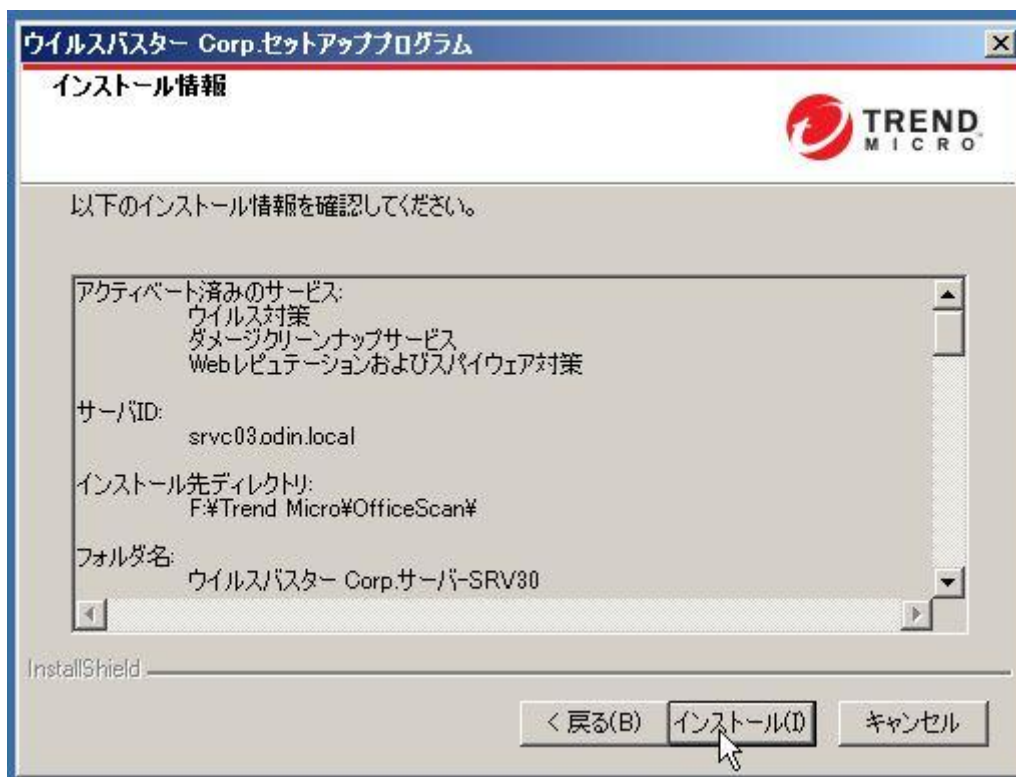 ウイルスバスター Corp.セットアッププログラム
インストール情報
TREND
MICRO
以下のインストール情報を確認してください。
アクティベート済みのサービス:
ウイルス対策
ダメージクリーンナップサービス
Webレピュテーションおよびスパイウェア対策
サーバID:
srvc03.odin.local
インストール先ディレクトリ:
F:¥Trend Micro¥OfficeScan¥
フォルダ名:
ウイルスバスター Corp.サーバ-SRV30
InstallShield
< 戻る(B) インストール(I) キャンセル